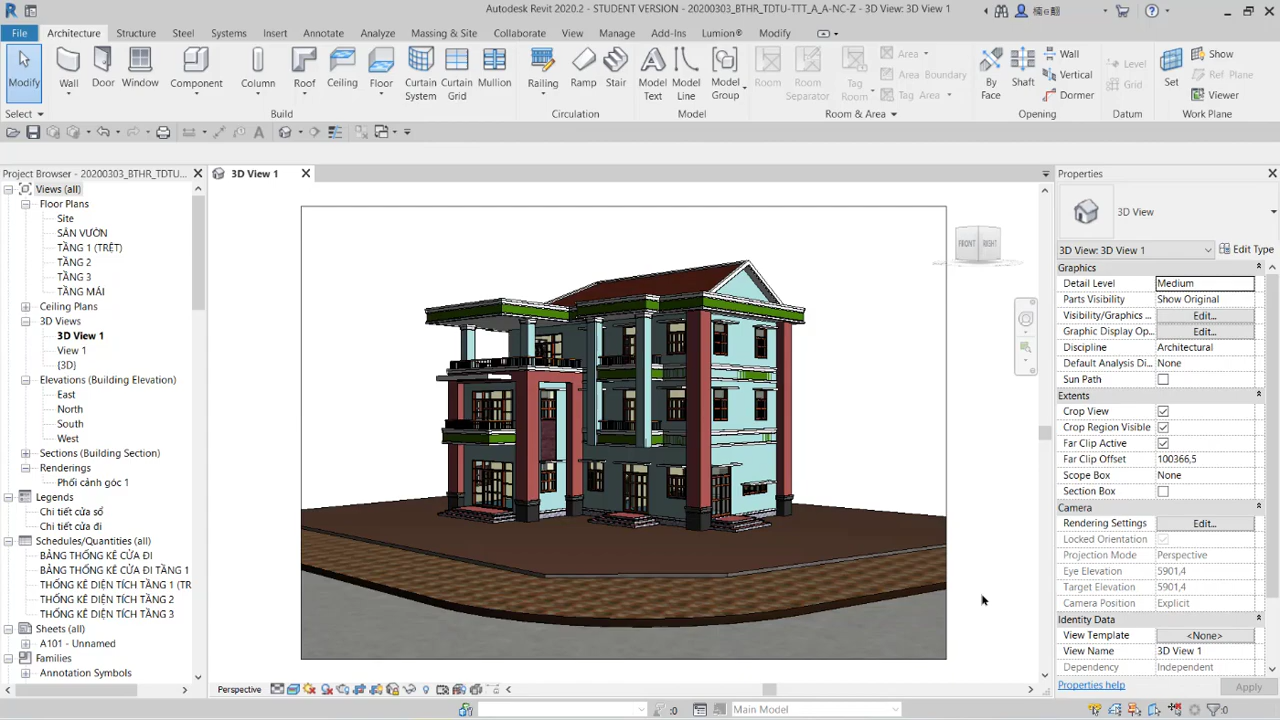 Autodesk Revit 2020.2 - STUDENT VERSION - 20200303_BTHR_TDTU-TTT_A_A-NC-Z - 3D View: 3D View 1
File Architecture Structure Steel Systems Insert Annotate Analyze Massing & Site Collaborate View Manage Add-Ins Lumion® Modify
Modify Wall Door Window Component Column Roof Ceiling Floor Curtain System Curtain Grid Mullion Railing Ramp Stair Model Text Model Line Model Group Room Room Separator Tag Room Area Area Boundary Tag Area By Face Shaft Wall Vertical Dormer Level Grid Set Show Ref Plane Viewer
Select Build Circulation Model Room & Area Opening Datum Work Plane
Project Browser - 20200303_BTHR_TDTU...
Views (all)
Floor Plans
Site
SÂN VƯỜN
TẦNG 1 (TRỆT)
TẦNG 2
TẦNG 3
TẦNG MÁI
Ceiling Plans
3D Views
3D View 1
View 1
{3D}
Elevations (Building Elevation)
East
North
South
West
Sections (Building Section)
Renderings
Phối cảnh góc 1
Legends
Chi tiết cửa sổ
Chi tiết cửa đi
Schedules/Quantities (all)
BẢNG THỐNG KÊ CỬA ĐI
BẢNG THỐNG KÊ CỬA ĐI TẦNG 1
THỐNG KÊ DIỆN TÍCH TẦNG 1 (TR
THỐNG KÊ DIỆN TÍCH TẦNG 2
THỐNG KÊ DIỆN TÍCH TẦNG 3
Sheets (all)
A101 - Unnamed
Families
Annotation Symbols
3D View 1
FRONT RIGHT
Perspective
Properties
3D View
3D View: 3D View 1 Edit Type
Graphics
Detail Level Medium
Parts Visibility Show Original
Visibility/Graphics ... Edit...
Graphic Display Op... Edit...
Discipline Architectural
Default Analysis Di... None
Sun Path
Extents
Crop View
Crop Region Visible
Far Clip Active
Far Clip Offset 100366,5
Scope Box None
Section Box
Camera
Rendering Settings Edit...
Locked Orientation
Projection Mode Perspective
Eye Elevation 5901,4
Target Elevation 5901,4
Camera Position Explicit
Identity Data
View Template <None>
View Name 3D View 1
Dependency Independent
Properties help Apply
:0 Main Model :0